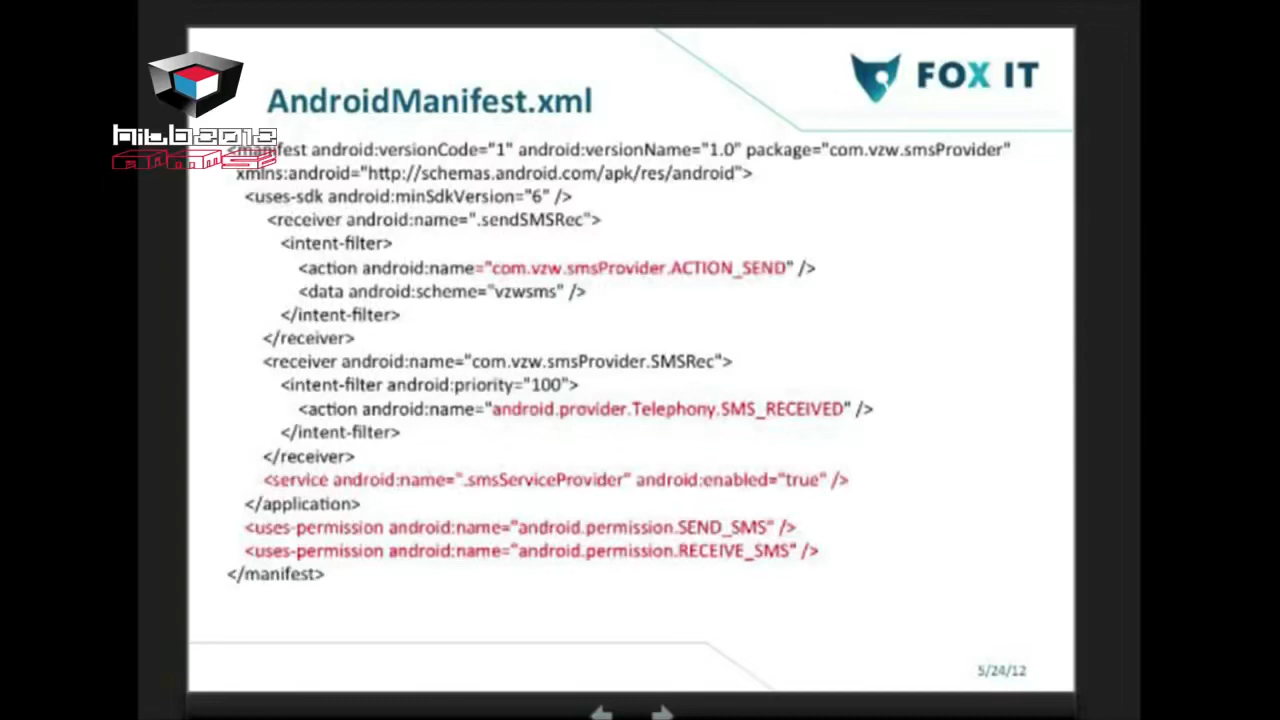 FOX IT
AndroidManifest.xml
hitb2012
ams
<manifest android:versionCode="1" android:versionName="1.0" package="com.vzw.smsProvider"
xmlns:android="http://schemas.android.com/apk/res/android">
<uses-sdk android:minSdkVersion="6" />
<receiver android:name=".sendSMSRec">
<intent-filter>
<action android:name="com.vzw.smsProvider.ACTION_SEND" />
<data android:scheme="vzwsms" />
</intent-filter>
</receiver>
<receiver android:name="com.vzw.smsProvider.SMSRec">
<intent-filter android:priority="100">
<action android:name="android.provider.Telephony.SMS_RECEIVED" />
</intent-filter>
</receiver>
<service android:name=".smsServiceProvider" android:enabled="true" />
</application>
<uses-permission android:name="android.permission.SEND_SMS" />
<uses-permission android:name="android.permission.RECEIVE_SMS" />
</manifest>
5/24/12